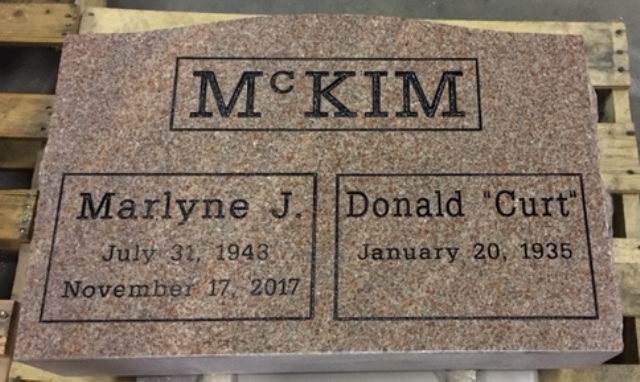 McKIM
Marlyne J.
July 31, 1943
November 17, 2017
Donald "Curt"
January 20, 1935